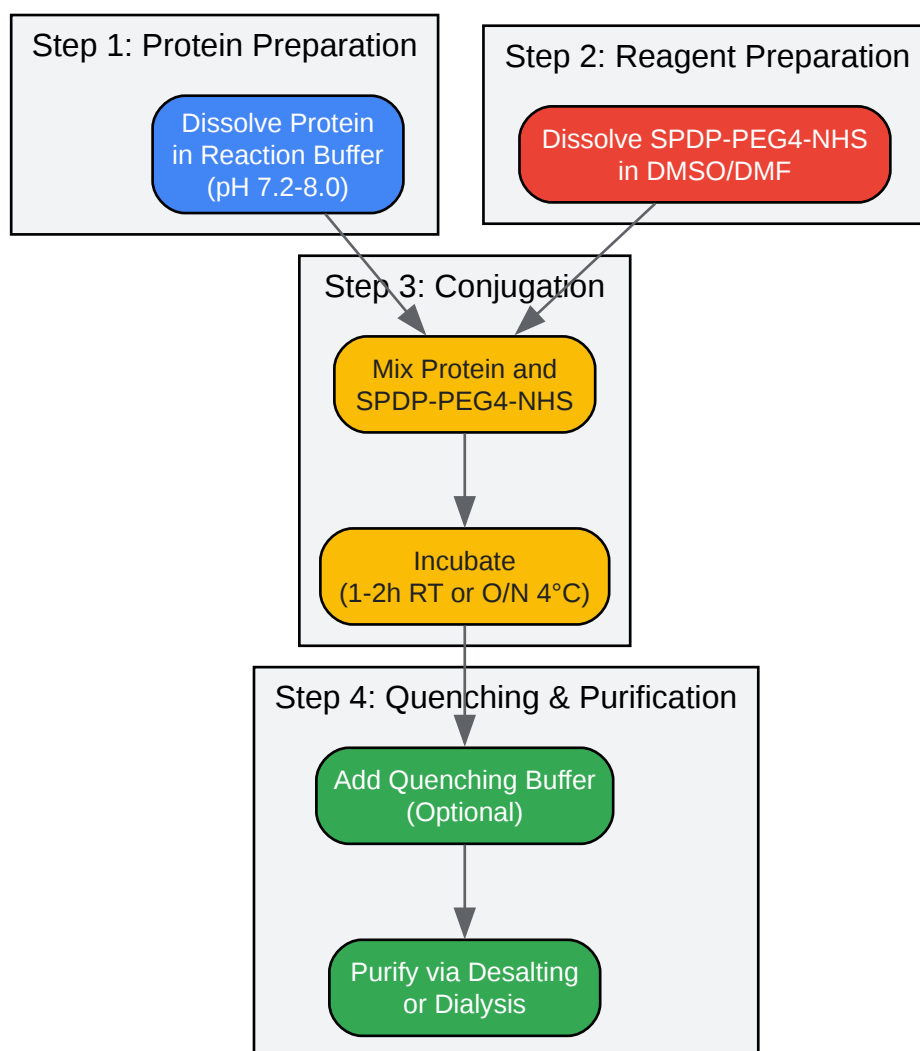 Step 1: Protein Preparation
Dissolve Protein
in Reaction Buffer
(pH 7.2-8.0)
Step 2: Reagent Preparation
Dissolve SPDP-PEG4-NHS
in DMSO/DMF
Step 3: Conjugation
Mix Protein and
SPDP-PEG4-NHS
Incubate
(1-2h RT or O/N 4°C)
Step 4: Quenching & Purification
Add Quenching Buffer
(Optional)
Purify via Desalting
or Dialysis